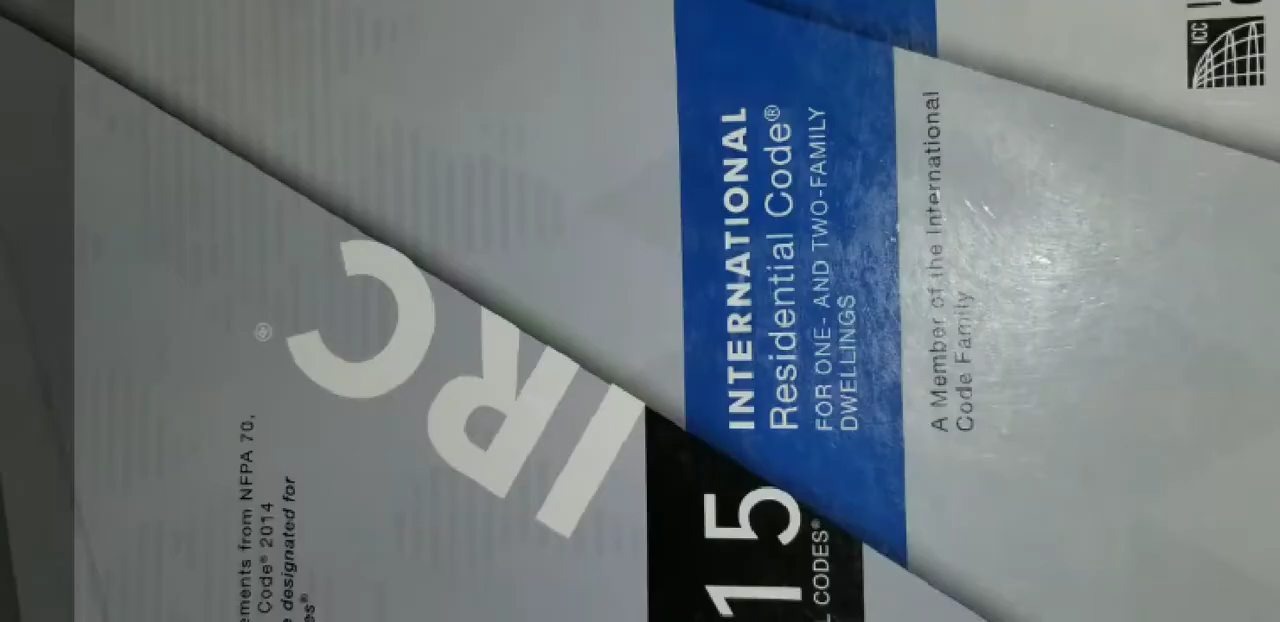 ICC
IRC
®
INTERNATIONAL
Residential Code®
FOR ONE- AND TWO-FAMILY
DWELLINGS
A Member of the International
Code Family
15
CODES®
from NFPA 70,
Code® 2014
designated for